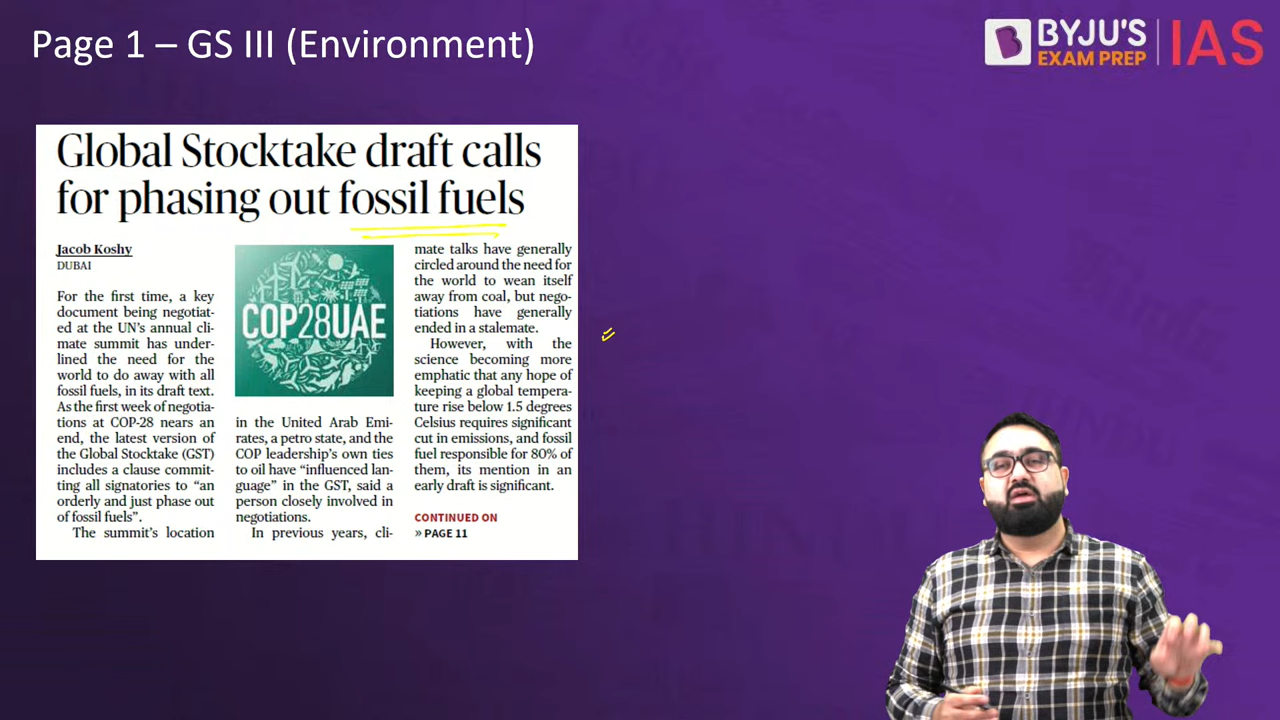 Page 1 – GS III (Environment)
BYJU'S
EXAM PREP
IAS
Global Stocktake draft calls
for phasing out fossil fuels
Jacob Koshy
DUBAI
For the first time, a key
document being negotiat-
ed at the UN's annual cli-
mate summit has under-
lined the need for the
world to do away with all
fossil fuels, in its draft text.
As the first week of negotia-
tions at COP-28 nears an
end, the latest version of
the Global Stocktake (GST)
includes a clause commit-
ting all signatories to “an
orderly and just phase out
of fossil fuels”.
The summit's location
COP28UAE
in the United Arab Emi-
rates, a petro state, and the
COP leadership's own ties
to oil have “influenced lan-
guage” in the GST, said a
person closely involved in
negotiations.
In previous years, cli-
mate talks have generally
circled around the need for
the world to wean itself
away from coal, but nego-
tiations have generally
ended in a stalemate.
However, with the
science becoming more
emphatic that any hope of
keeping a global tempera-
ture rise below 1.5 degrees
Celsius requires significant
cut in emissions, and fossil
fuel responsible for 80% of
them, its mention in an
early draft is significant.
CONTINUED ON
» PAGE 11